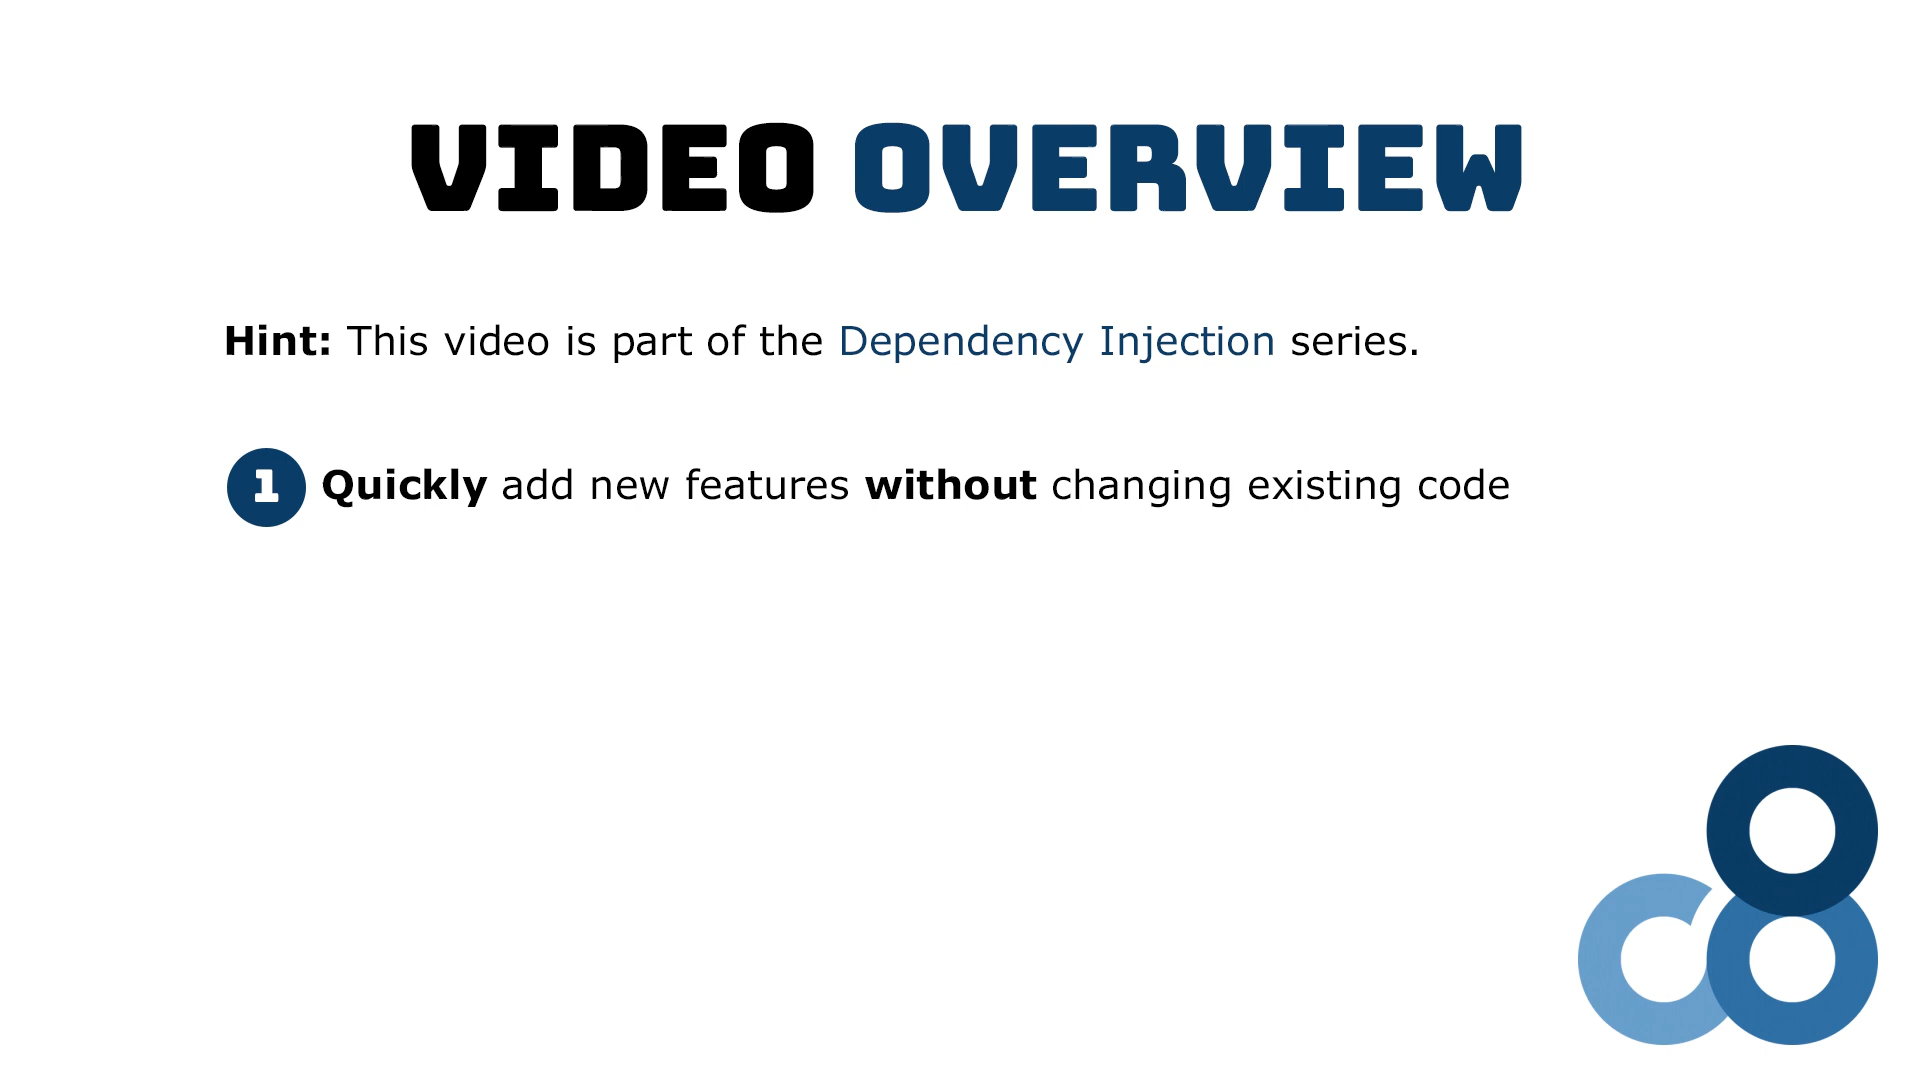 VIDEO OVERVIEW
Hint: This video is part of the Dependency Injection series.
1 Quickly add new features without changing existing code